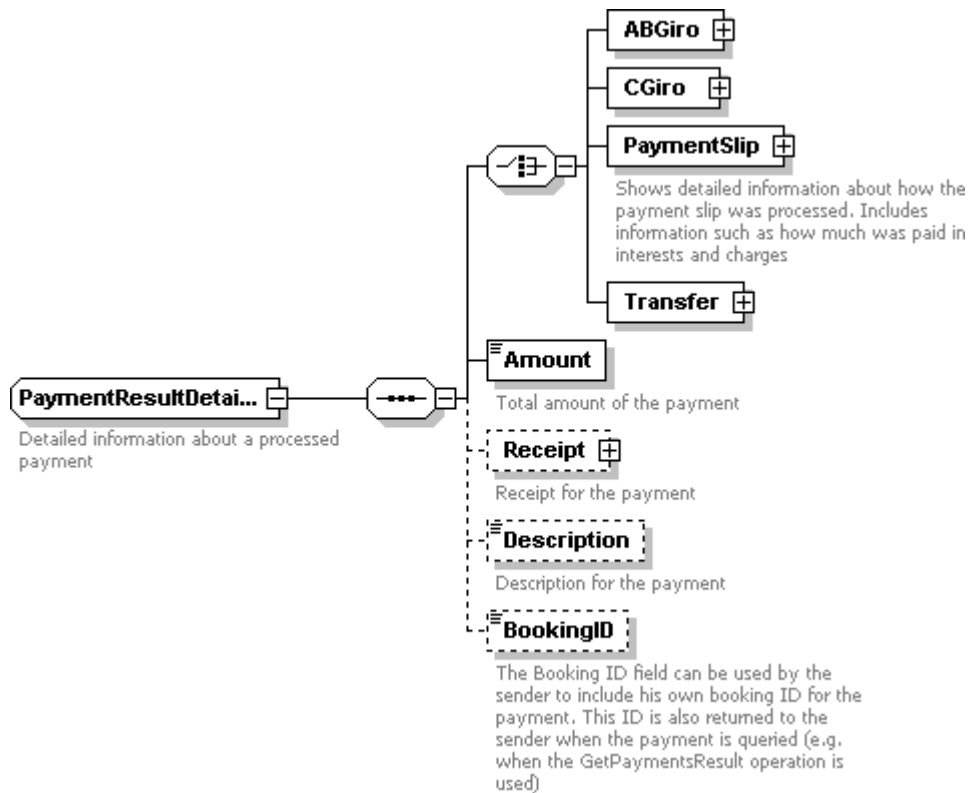 ABGiro
CGiro
PaymentSlip
Shows detailed information about how the
payment slip was processed. Includes
information such as how much was paid in
interests and charges
Transfer
Amount
Total amount of the payment
PaymentResultDetai...
Detailed information about a processed
payment
Receipt
Receipt for the payment
Description
Description for the payment
BookingID
The Booking ID field can be used by the
sender to include his own booking ID for the
payment. This ID is also returned to the
sender when the payment is queried (e.g.
when the GetPaymentsResult operation is
used)